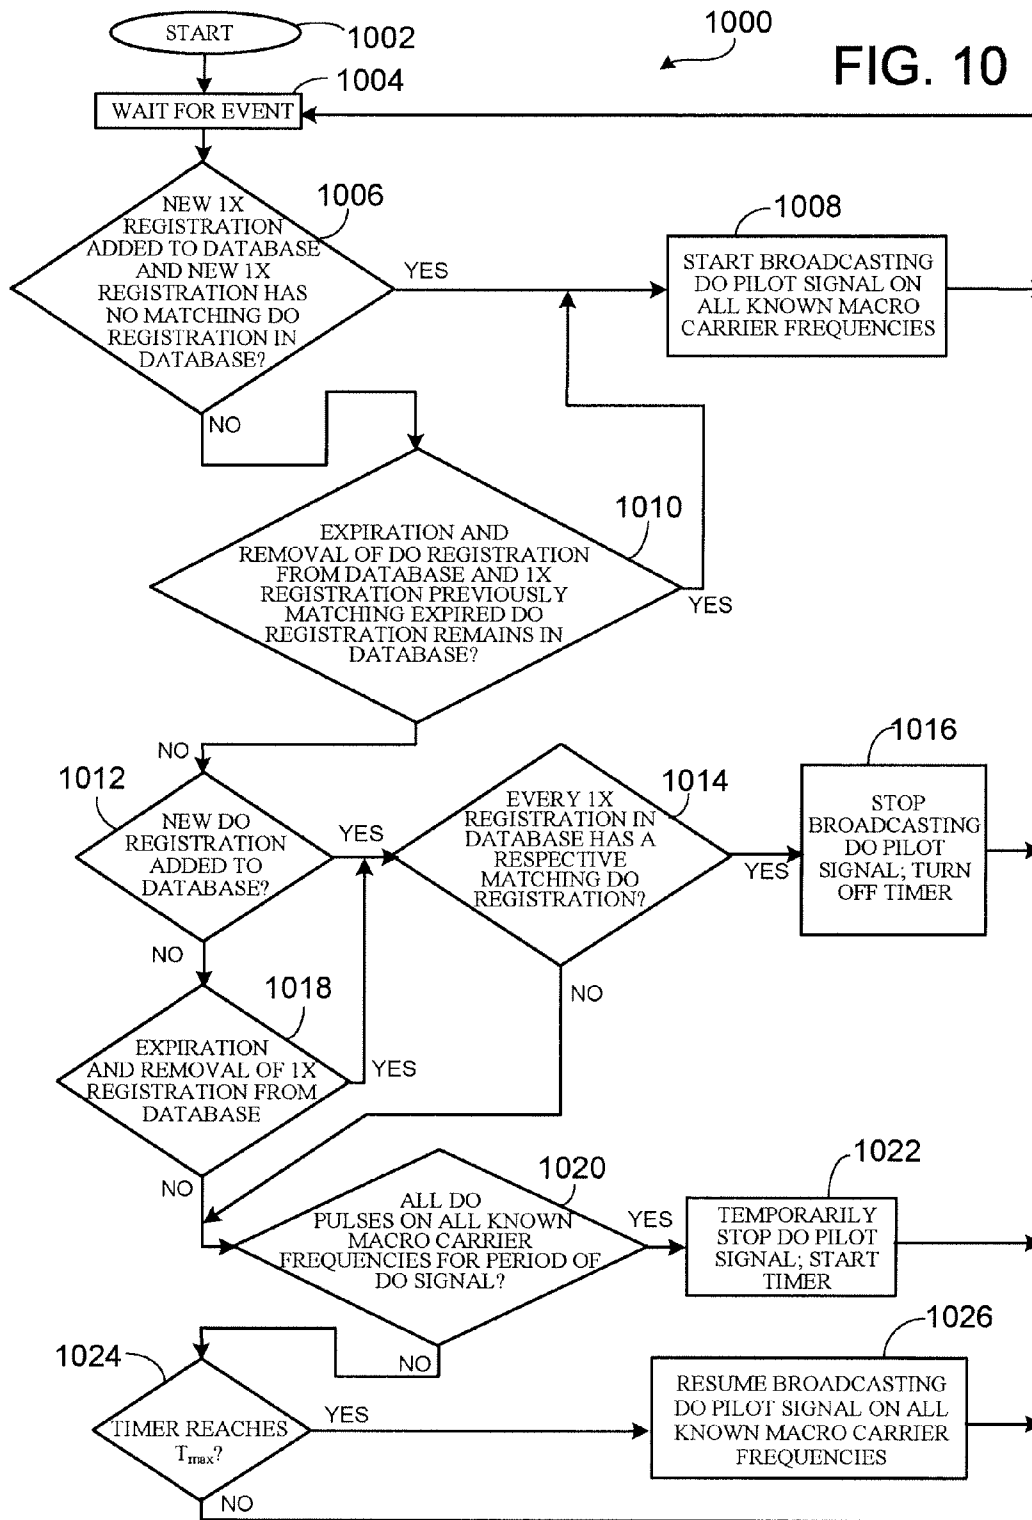 START
1002
1000
FIG. 10
1004
WAIT FOR EVENT
NEW 1X
REGISTRATION
ADDED TO DATABASE
AND NEW 1X
REGISTRATION HAS
NO MATCHING DO
REGISTRATION IN
DATABASE?
1006
YES
NO
1008
START BROADCASTING
DO PILOT SIGNAL ON
ALL KNOWN MACRO
CARRIER FREQUENCIES
1010
EXPIRATION AND
REMOVAL OF DO REGISTRATION
FROM DATABASE AND 1X
REGISTRATION PREVIOUSLY
MATCHING EXPIRED DO
REGISTRATION REMAINS IN
DATABASE?
YES
NO
1012
NEW DO
REGISTRATION
ADDED TO
DATABASE?
YES
NO
1014
EVERY 1X
REGISTRATION IN
DATABASE HAS A
RESPECTIVE
MATCHING DO
REGISTRATION?
YES
NO
1016
STOP
BROADCASTING
DO PILOT
SIGNAL; TURN
OFF TIMER
1018
EXPIRATION
AND REMOVAL OF 1X
REGISTRATION FROM
DATABASE
YES
NO
1020
ALL DO
PULSES ON ALL KNOWN
MACRO CARRIER
FREQUENCIES FOR PERIOD OF
DO SIGNAL?
YES
NO
1022
TEMPORARILY
STOP DO PILOT
SIGNAL; START
TIMER
1024
TIMER REACHES
Tmax?
YES
NO
1026
RESUME BROADCASTING
DO PILOT SIGNAL ON ALL
KNOWN MACRO CARRIER
FREQUENCIES